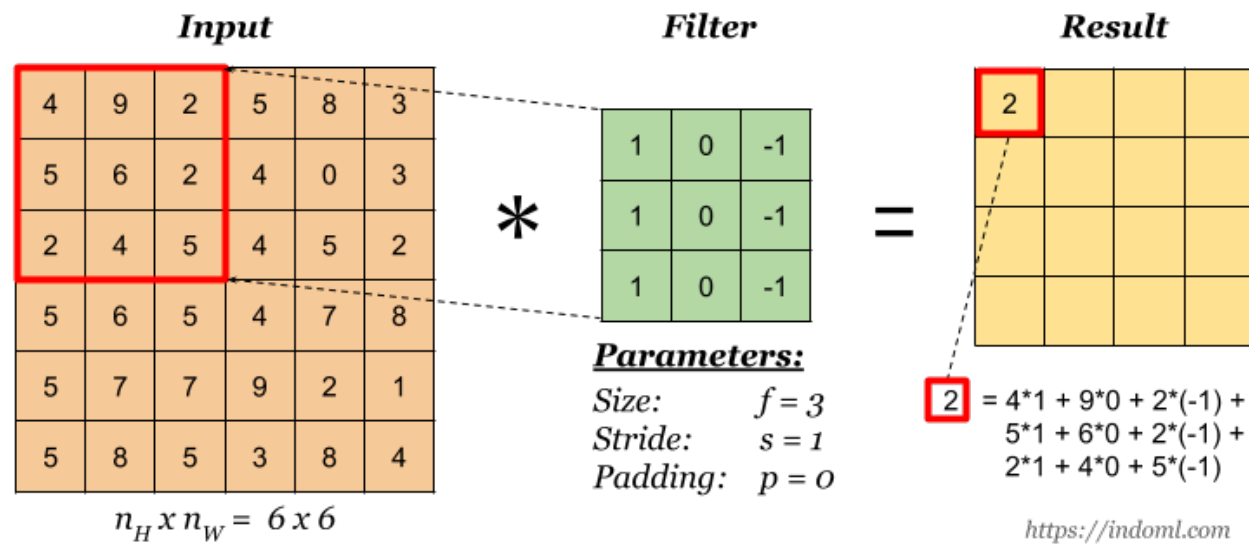 Input
Filter
Result
4 9 2 5 8 3
5 6 2 4 0 3
2 4 5 4 5 2
5 6 5 4 7 8
5 7 7 9 2 1
5 8 5 3 8 4
n_H x n_W = 6 x 6
*
1 0 -1
1 0 -1
1 0 -1
Parameters:
Size: f = 3
Stride: s = 1
Padding: p = 0
=
2
2 = 4*1 + 9*0 + 2*(-1) +
5*1 + 6*0 + 2*(-1) +
2*1 + 4*0 + 5*(-1)
https://indoml.com